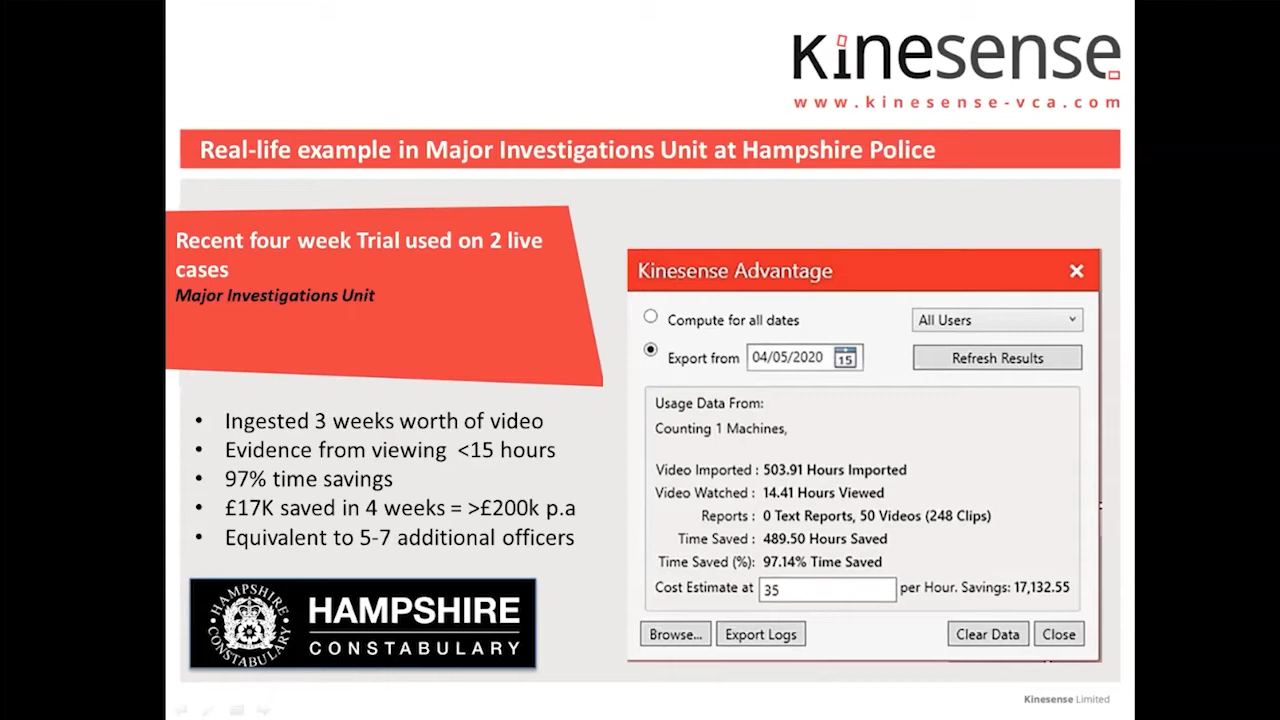 Kinesense
www.kinesense-vca.com
Real-life example in Major Investigations Unit at Hampshire Police
Recent four week Trial used on 2 live
cases
Major Investigations Unit
• Ingested 3 weeks worth of video
• Evidence from viewing <15 hours
• 97% time savings
• £17K saved in 4 weeks = >£200k p.a
• Equivalent to 5-7 additional officers
HAMPSHIRE
CONSTABULARY
HAMPSHIRE
CONSTABULARY
Kinesense Advantage
Compute for all dates
All Users
Export from 04/05/2020 15
Refresh Results
Usage Data From:
Counting 1 Machines,
Video Imported : 503.91 Hours Imported
Video Watched : 14.41 Hours Viewed
Reports : 0 Text Reports, 50 Videos (248 Clips)
Time Saved : 489.50 Hours Saved
Time Saved (%): 97.14% Time Saved
Cost Estimate at 35 per Hour. Savings: 17,132.55
Browse... Export Logs Clear Data Close
Kinesense Limited